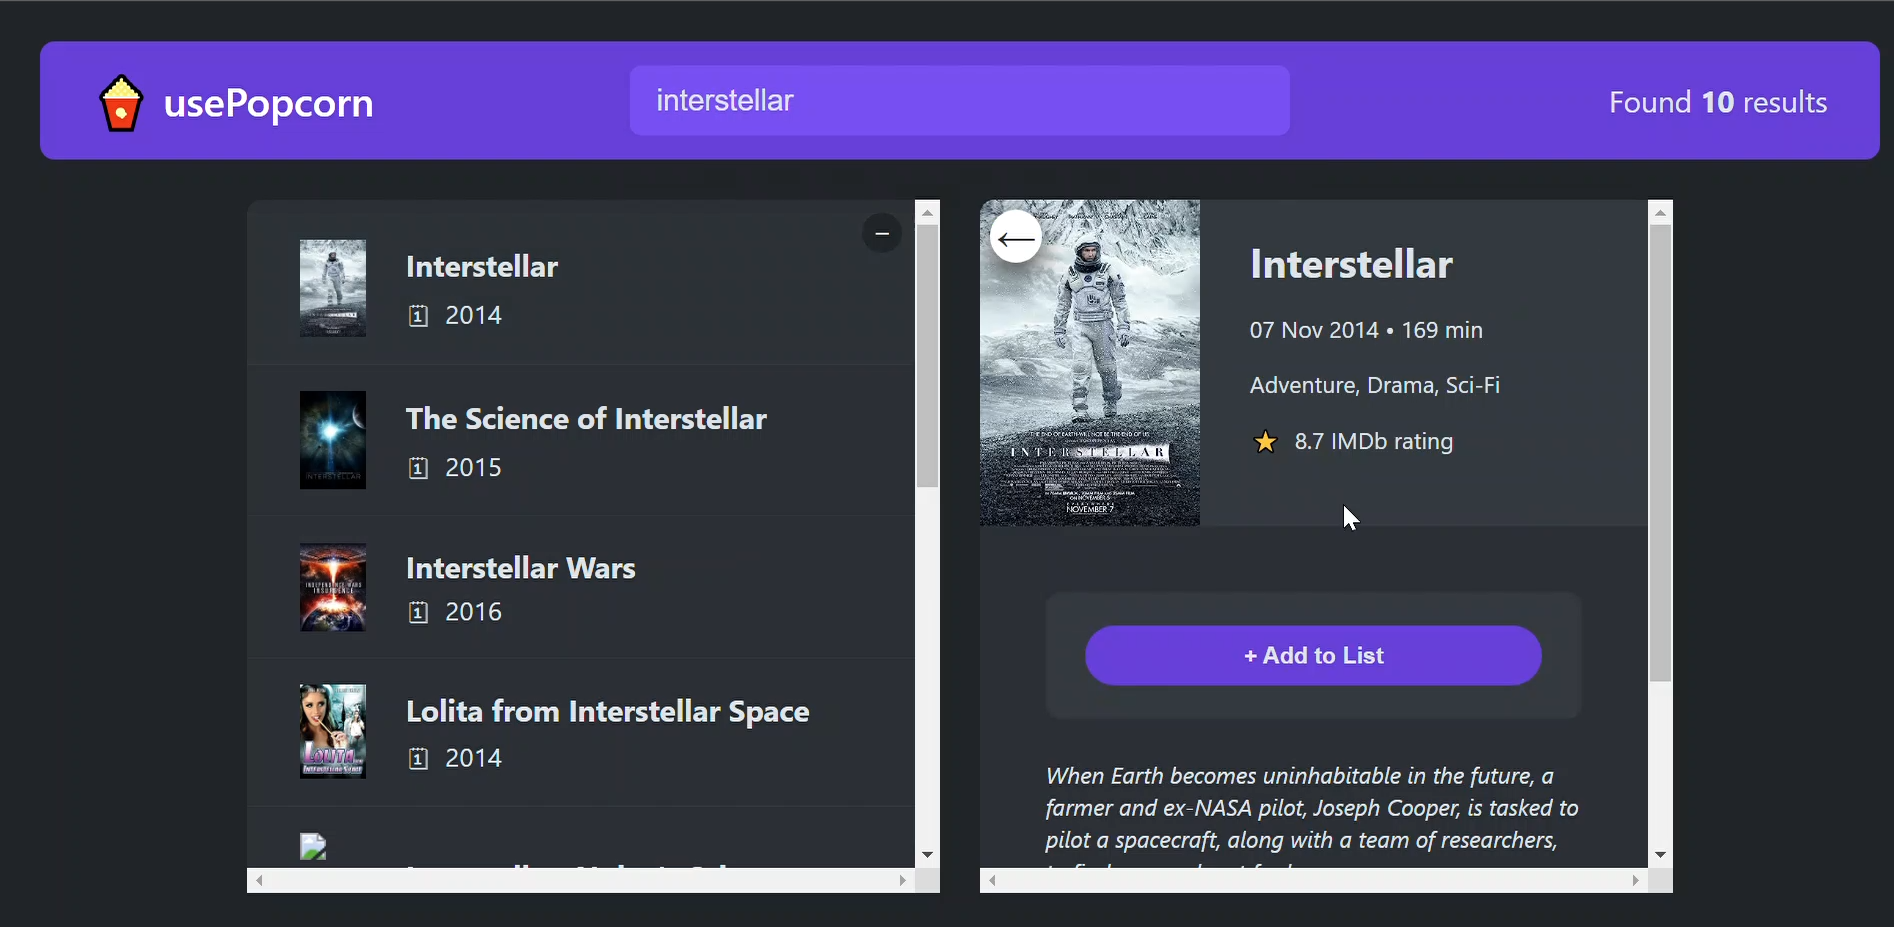 usePopcorn
interstellar
Found 10 results
Interstellar
2014
The Science of Interstellar
2015
Interstellar Wars
2016
Lolita from Interstellar Space
2014
Interstellar
07 Nov 2014 • 169 min
Adventure, Drama, Sci-Fi
8.7 IMDb rating
THE END OF EARTH WILL NOT BE THE END OF US
INTERSTELLAR
NOVEMBER 7
+ Add to List
When Earth becomes uninhabitable in the future, a
farmer and ex-NASA pilot, Joseph Cooper, is tasked to
pilot a spacecraft, along with a team of researchers,